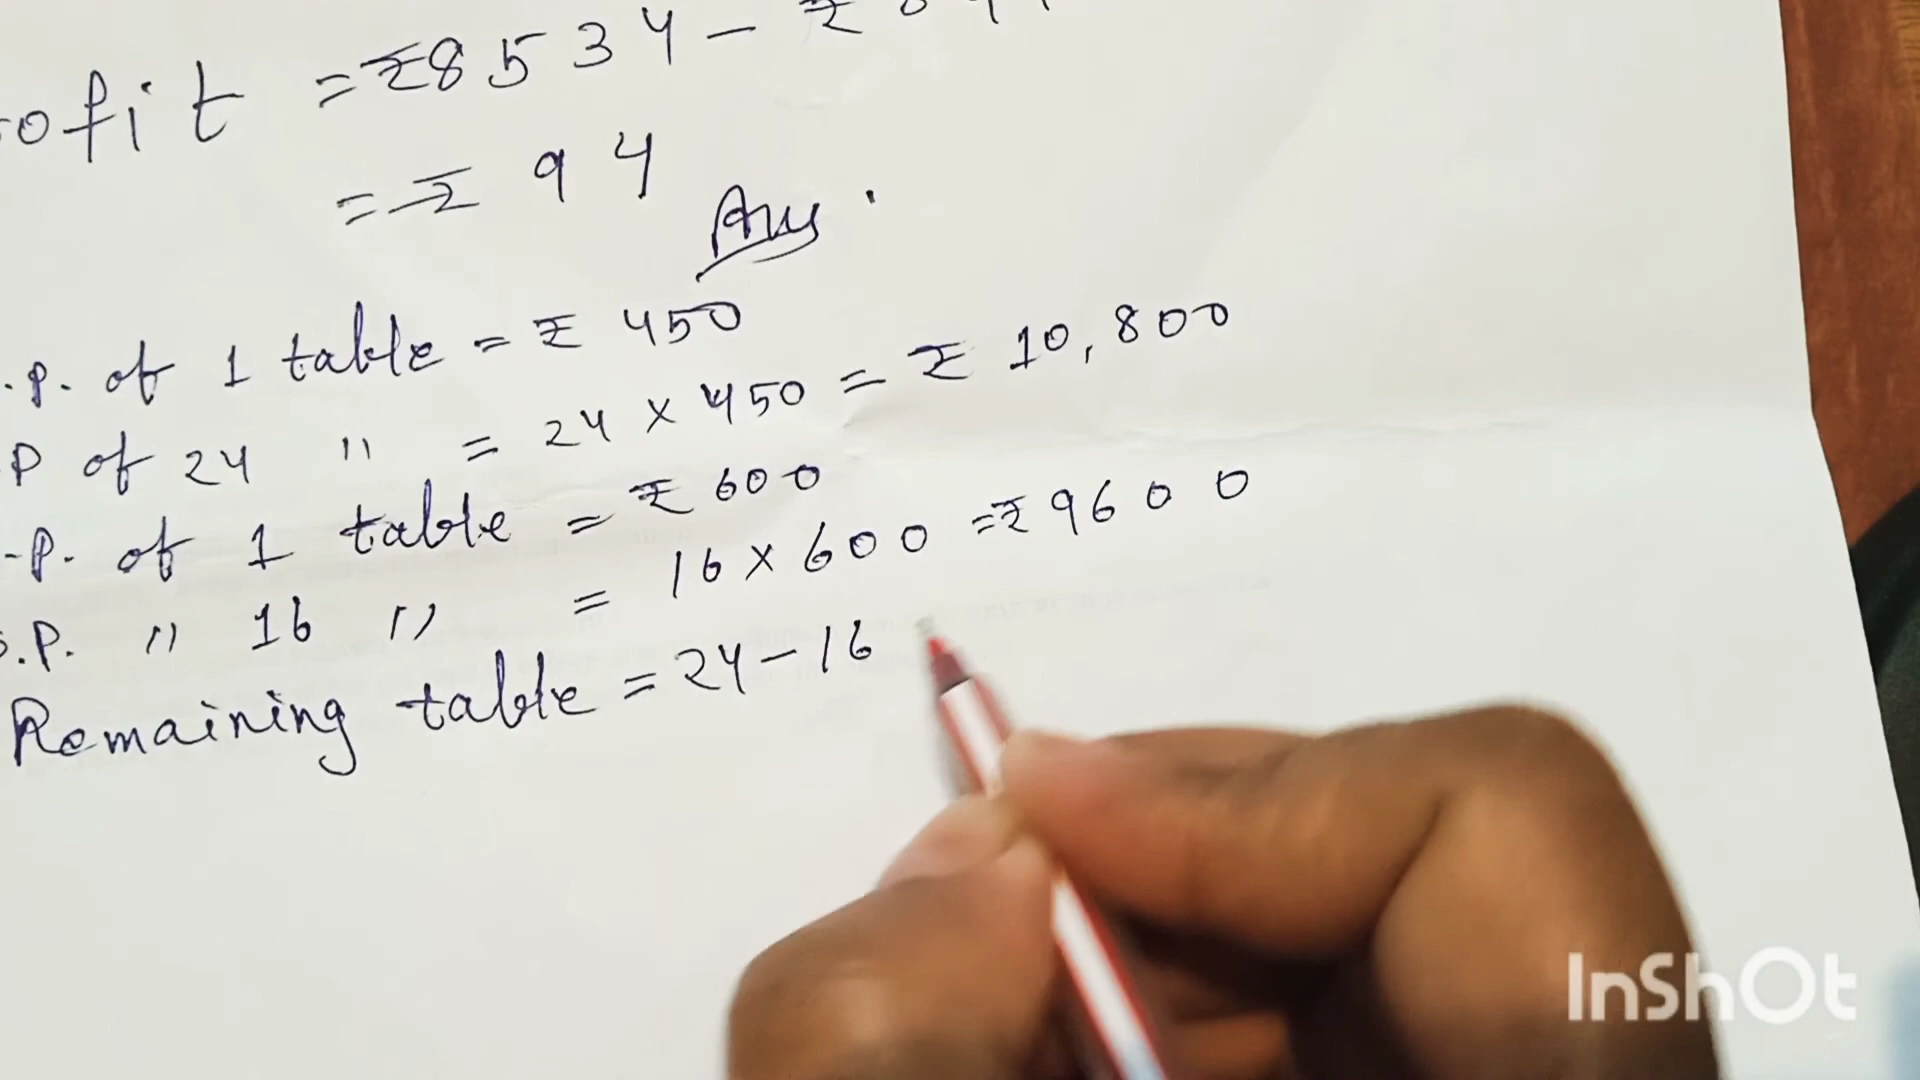 ofit = ₹8534 - ₹
= ₹ 94
Ans.
.p. of 1 table = ₹ 450
P of 24 " = 24 × 450 = ₹ 10,800
.p. of 1 table = ₹ 600
S.P. " 16 " = 16 × 600 = ₹9600
Remaining table = 24 - 16
InShOt